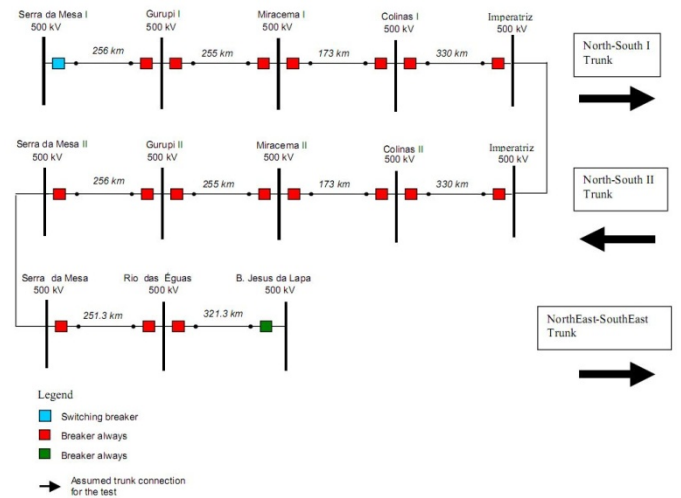 Serra da Mesa I
500 kV
Gurupi I
500 kV
Miracema I
500 kV
Colinas I
500 kV
Imperatriz
500 kV
256 km
255 km
173 km
330 km
North-South I
Trunk
Serra da Mesa II
500 kV
Gurupi II
500 kV
Miracema II
500 kV
Colinas II
500 kV
Imperatriz
500 kV
256 km
255 km
173 km
330 km
North-South II
Trunk
Serra da Mesa
500 kV
Rio das Éguas
500 kV
B. Jesus da Lapa
500 kV
251.3 km
321.3 km
NorthEast-SouthEast
Trunk
Legend
Switching breaker
Breaker always
Breaker always
Assumed trunk connection
for the test